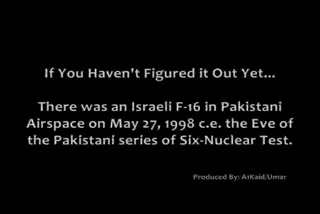 If You Haven't Figured it Out Yet...
There was an Israeli F-16 in Pakistani
Airspace on May 27, 1998 c.e. the Eve of
the Pakistani series of Six-Nuclear Test.
Produced By: A1Kaid/Umar